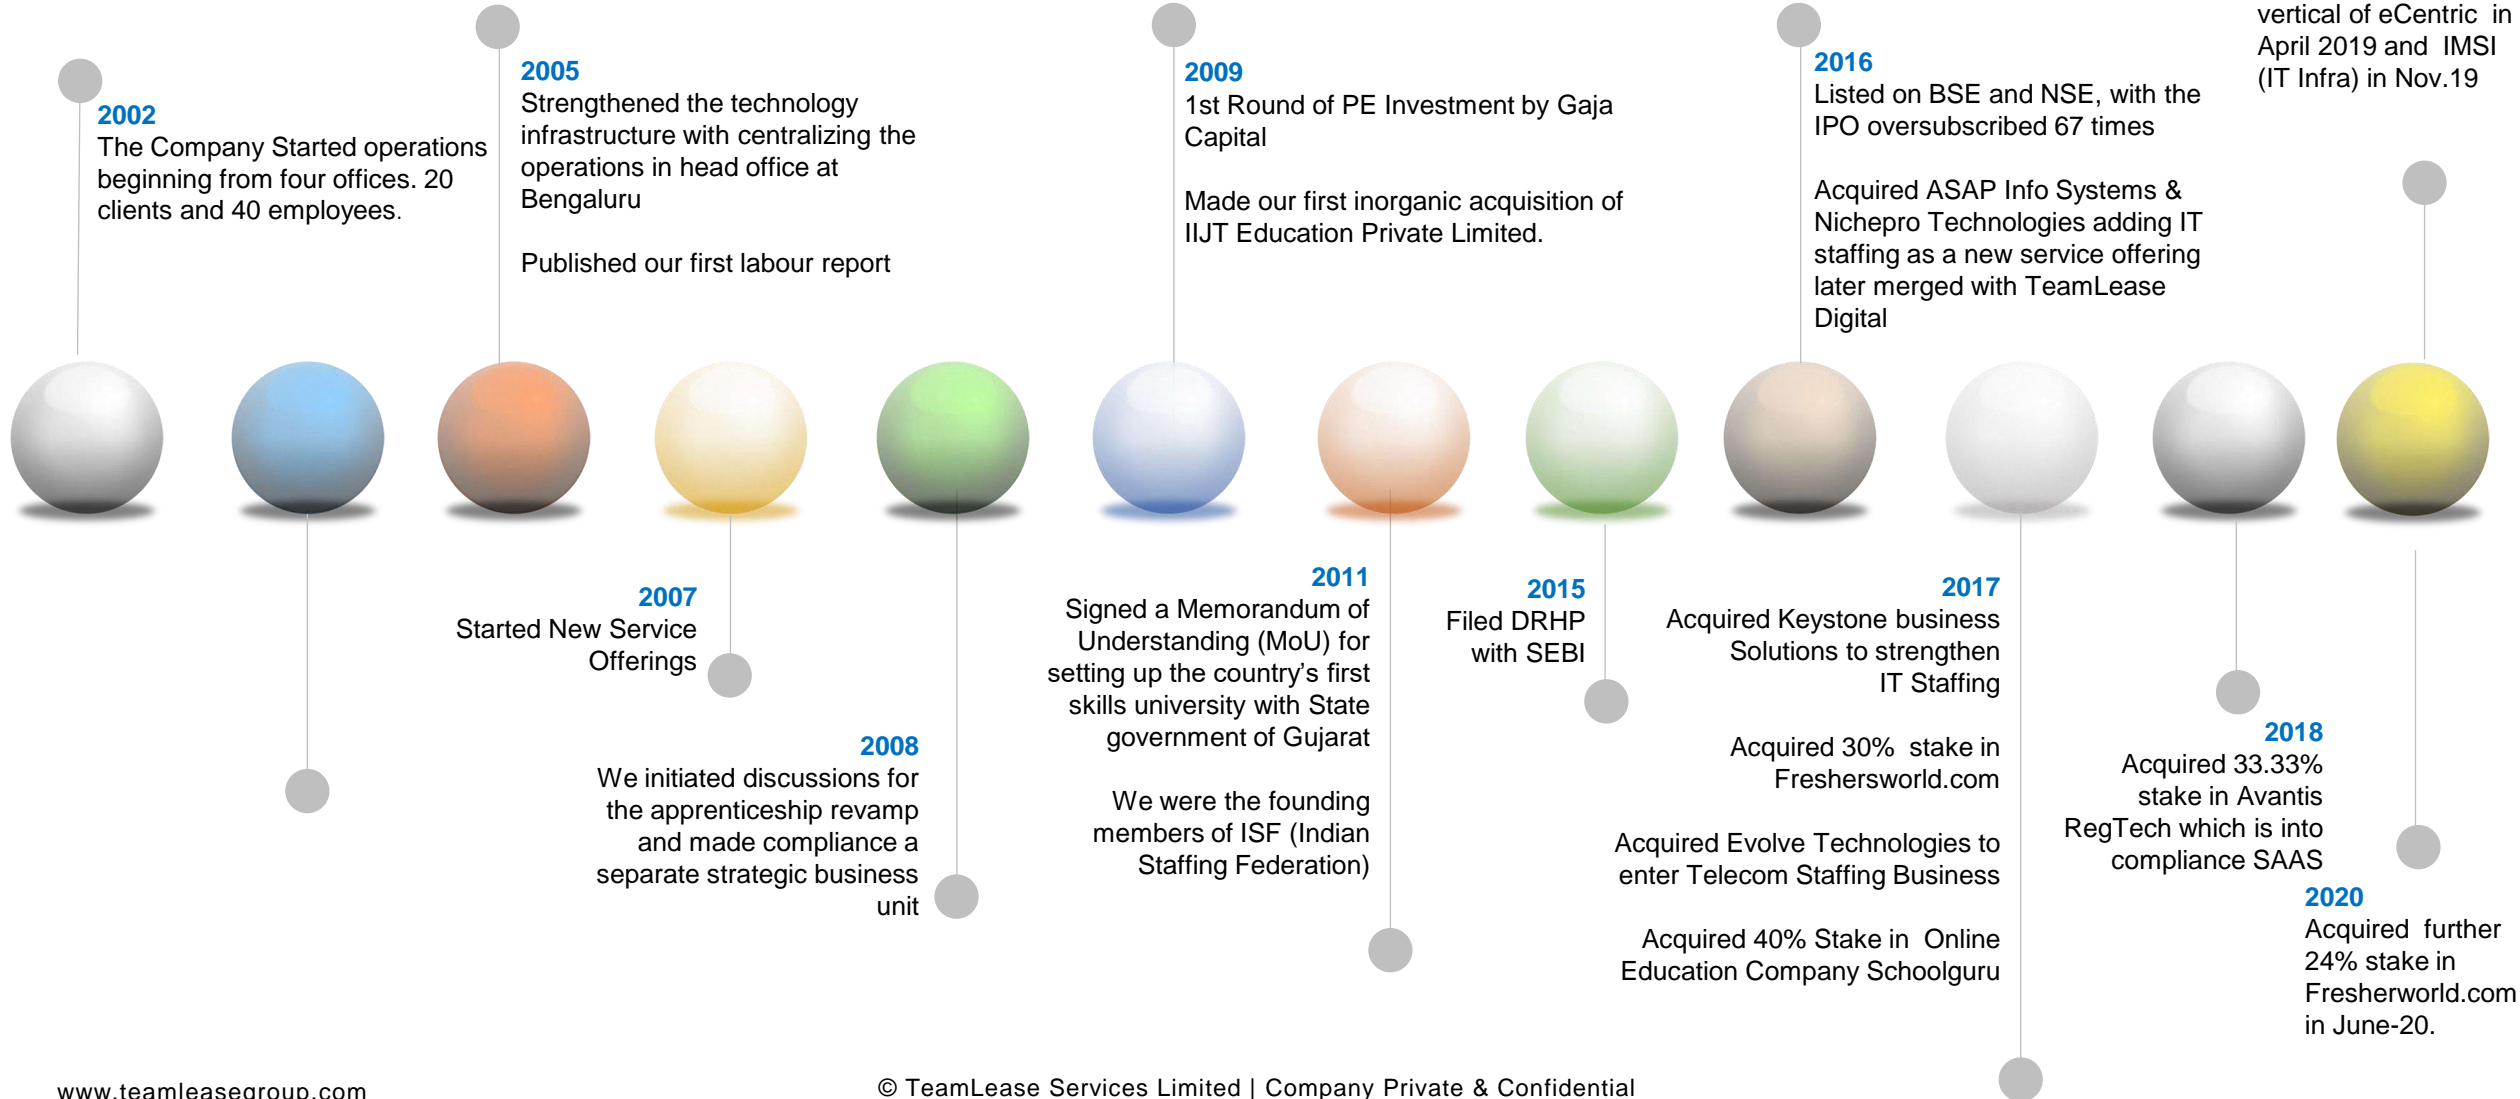 2002
The Company Started operations
beginning from four offices. 20
clients and 40 employees.
2005
Strengthened the technology
infrastructure with centralizing the
operations in head office at
Bengaluru
Published our first labour report
2009
1st Round of PE Investment by Gaja
Capital
Made our first inorganic acquisition of
IIJT Education Private Limited.
2016
Listed on BSE and NSE, with the
IPO oversubscribed 67 times
Acquired ASAP Info Systems &
Nichepro Technologies adding IT
staffing as a new service offering
later merged with TeamLease
Digital
vertical of eCentric in
April 2019 and IMSI
(IT Infra) in Nov.19
2007
Started New Service
Offerings
2008
We initiated discussions for
the apprenticeship revamp
and made compliance a
separate strategic business
unit
2011
Signed a Memorandum of
Understanding (MoU) for
setting up the country’s first
skills university with State
government of Gujarat
We were the founding
members of ISF (Indian
Staffing Federation)
2015
Filed DRHP
with SEBI
2017
Acquired Keystone business
Solutions to strengthen
IT Staffing
Acquired 30% stake in
Freshersworld.com
Acquired Evolve Technologies to
enter Telecom Staffing Business
Acquired 40% Stake in Online
Education Company Schoolguru
2018
Acquired 33.33%
stake in Avantis
RegTech which is into
compliance SAAS
2020
Acquired further
24% stake in
Fresherworld.com
in June-20.
www.teamleasegroup.com
© TeamLease Services Limited | Company Private & Confidential